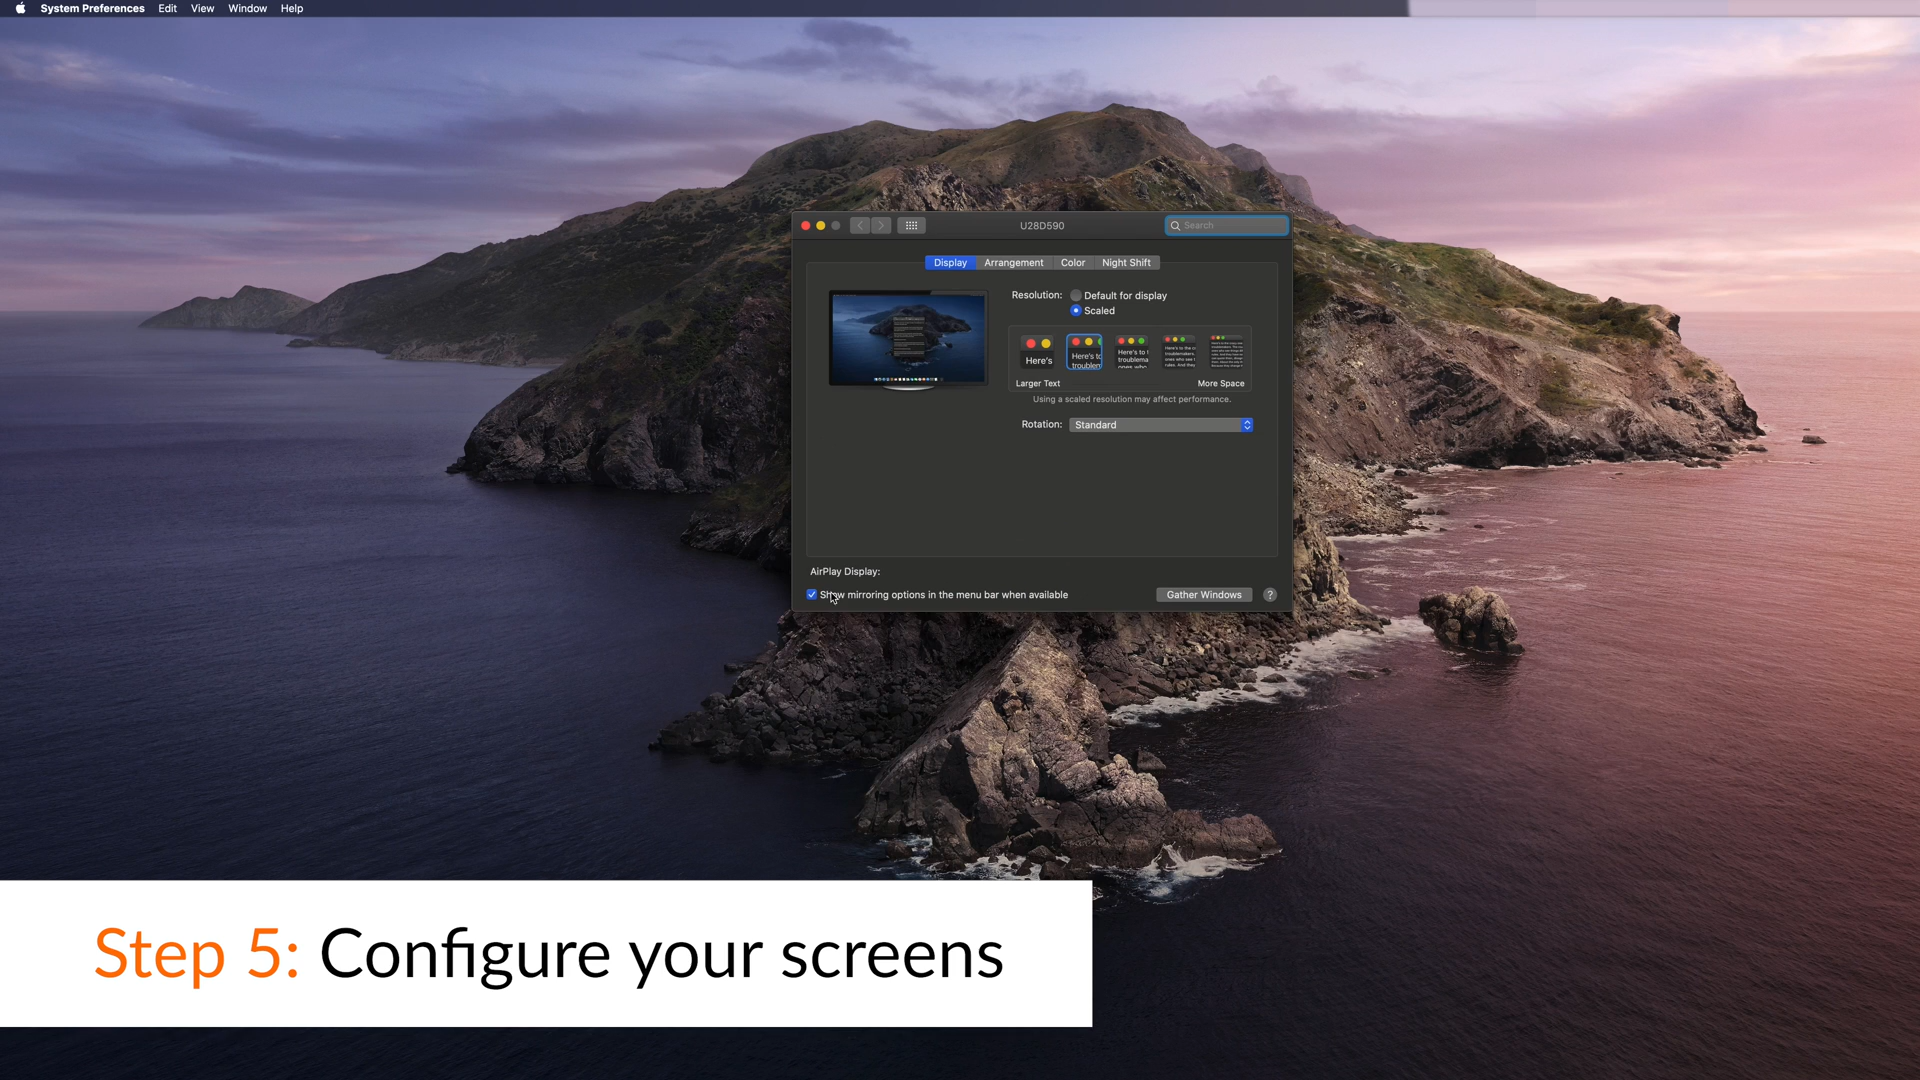 System Preferences Edit View Window Help
U28D590
Search
Display Arrangement Color Night Shift
Resolution: Default for display
Scaled
Here's
Larger Text More Space
Using a scaled resolution may affect performance.
Rotation: Standard
AirPlay Display:
Show mirroring options in the menu bar when available
Gather Windows ?
Step 5: Configure your screens